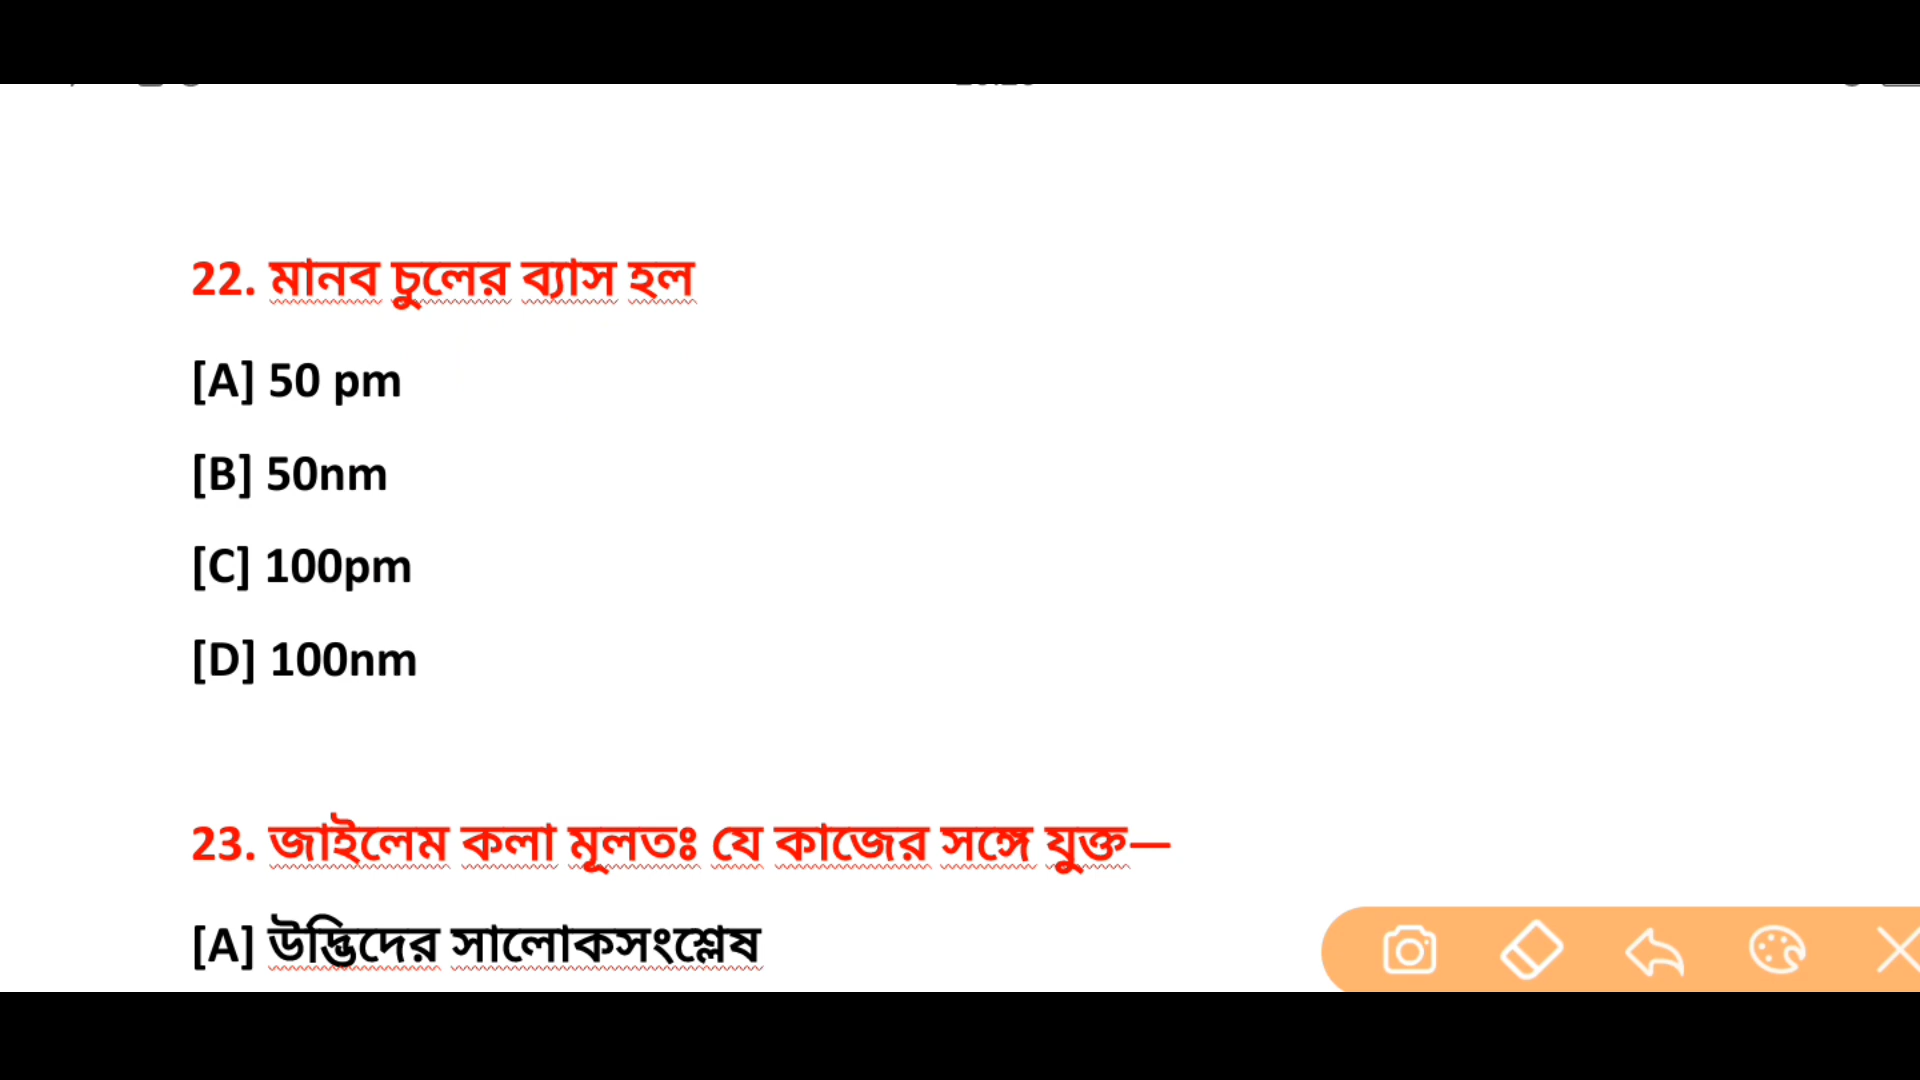 22. মানব চুলের ব্যাস হল
[A] 50 pm
[B] 50nm
[C] 100pm
[D] 100nm
23. জাইলেম কলা মূলতঃ যে কাজের সঙ্গে যুক্ত—
[A] উদ্ভিদের সালোকসংশ্লেষ